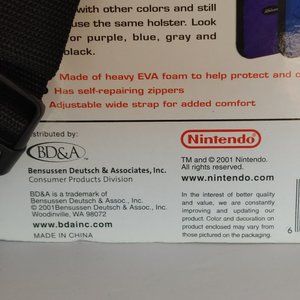 with other colors and still
use the same holster. Look
or purple, blue, gray and
black.
• Made of heavy EVA foam to help protect and c
Has self-repairing zippers
Adjustable wide strap for added comfort
stributed by:
BD&A
Bensussen Deutsch & Associates, Inc.
Consumer Products Division
BD&A is a trademark of
Bensussen Deutsch & Assoc., Inc.
© 2001Bensussen Deutsch & Assoc., Inc.
Woodinville, WA 98072
www.bdainc.com
MADE IN CHINA
Nintendo
TM and © 2001 Nintendo.
All rights reserved.
www.nintendo.com
In the interest of better quality
and value, we are constantly
improving and updating our
product. Color and decoration on
product enclosed may vary from
those pictured on the packaging.
6